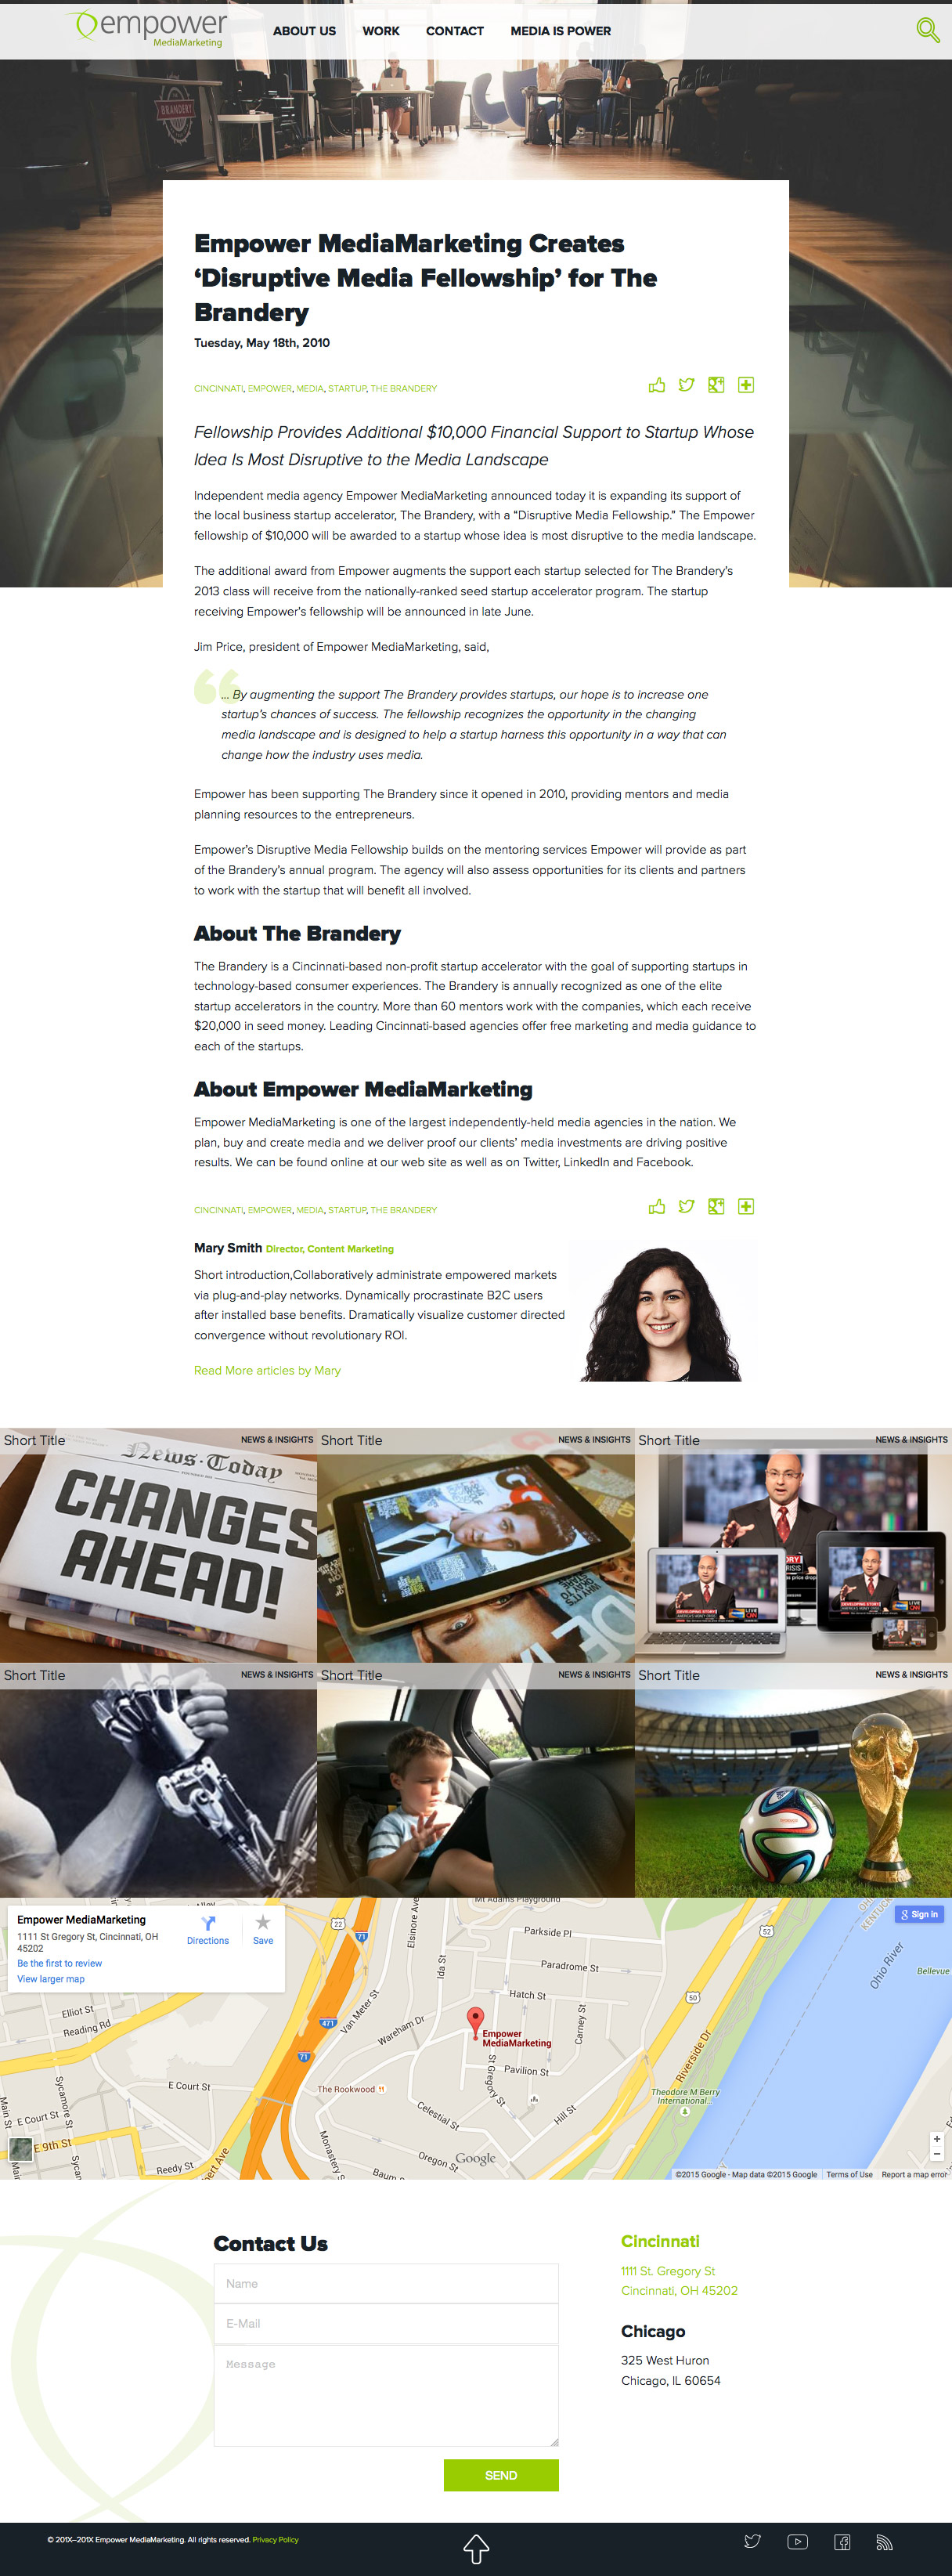 empower
MediaMarketing
ABOUT US
WORK
CONTACT
MEDIA IS POWER
BRANDERY
Empower MediaMarketing Creates
‘Disruptive Media Fellowship’ for The
Brandery
Tuesday, May 18th, 2010
CINCINNATI, EMPOWER, MEDIA, STARTUP, THE BRANDERY
Fellowship Provides Additional $10,000 Financial Support to Startup Whose
Idea Is Most Disruptive to the Media Landscape
Independent media agency Empower MediaMarketing announced today it is expanding its support of
the local business startup accelerator, The Brandery, with a “Disruptive Media Fellowship.” The Empower
fellowship of $10,000 will be awarded to a startup whose idea is most disruptive to the media landscape.
The additional award from Empower augments the support each startup selected for The Brandery’s
2013 class will receive from the nationally-ranked seed startup accelerator program. The startup
receiving Empower’s fellowship will be announced in late June.
Jim Price, president of Empower MediaMarketing, said,
“
... By augmenting the support The Brandery provides startups, our hope is to increase one
startup’s chances of success. The fellowship recognizes the opportunity in the changing
media landscape and is designed to help a startup harness this opportunity in a way that can
change how the industry uses media.
Empower has been supporting The Brandery since it opened in 2010, providing mentors and media
planning resources to the entrepreneurs.
Empower’s Disruptive Media Fellowship builds on the mentoring services Empower will provide as part
of the Brandery’s annual program. The agency will also assess opportunities for its clients and partners
to work with the startup that will benefit all involved.
About The Brandery
The Brandery is a Cincinnati-based non-profit startup accelerator with the goal of supporting startups in
technology-based consumer experiences. The Brandery is annually recognized as one of the elite
startup accelerators in the country. More than 60 mentors work with the companies, which each receive
$20,000 in seed money. Leading Cincinnati-based agencies offer free marketing and media guidance to
each of the startups.
About Empower MediaMarketing
Empower MediaMarketing is one of the largest independently-held media agencies in the nation. We
plan, buy and create media and we deliver proof our clients’ media investments are driving positive
results. We can be found online at our web site as well as on Twitter, LinkedIn and Facebook.
CINCINNATI, EMPOWER, MEDIA, STARTUP, THE BRANDERY
Mary Smith Director, Content Marketing
Short introduction,Collaboratively administrate empowered markets
via plug-and-play networks. Dynamically procrastinate B2C users
after installed base benefits. Dramatically visualize customer directed
convergence without revolutionary ROI.
Read More articles by Mary
Short Title
NEWS & INSIGHTS
Short Title
NEWS & INSIGHTS
Short Title
NEWS & INSIGHTS
News Today
CHANGES
AHEAD!
DEVELOPING STORY
LIVE
CNN
Short Title
NEWS & INSIGHTS
Short Title
NEWS & INSIGHTS
Short Title
NEWS & INSIGHTS
Empower MediaMarketing
1111 St Gregory St, Cincinnati, OH
45202
Be the first to review
View larger map
Directions
Save
Sign in
Mt Adams Playground
Elsinore Ave
Parkside Pl
Paradrome St
Ida St
Hatch St
Van Meter St
Wareham Dr
Carney St
Elliot St
Reading Rd
22
71
471
71
52
50
Ohio River
KENTUCKY
Bellevue
Empower
MediaMarketing
Riverside Dr
St Gregory St
Pavilion St
The Rookwood
Theodore M Berry
International...
E Court St
Sycamore St
Main St
E Court St
E 9th St
Celestial St
Hill St
Monastery S
Oregon St
Baum S
Reedy St
Google
©2015 Google - Map data ©2015 Google
Terms of Use
Report a map error
Contact Us
Name
E-Mail
Message
SEND
Cincinnati
1111 St. Gregory St
Cincinnati, OH 45202
Chicago
325 West Huron
Chicago, IL 60654
© 201X–201X Empower MediaMarketing. All rights reserved. Privacy Policy